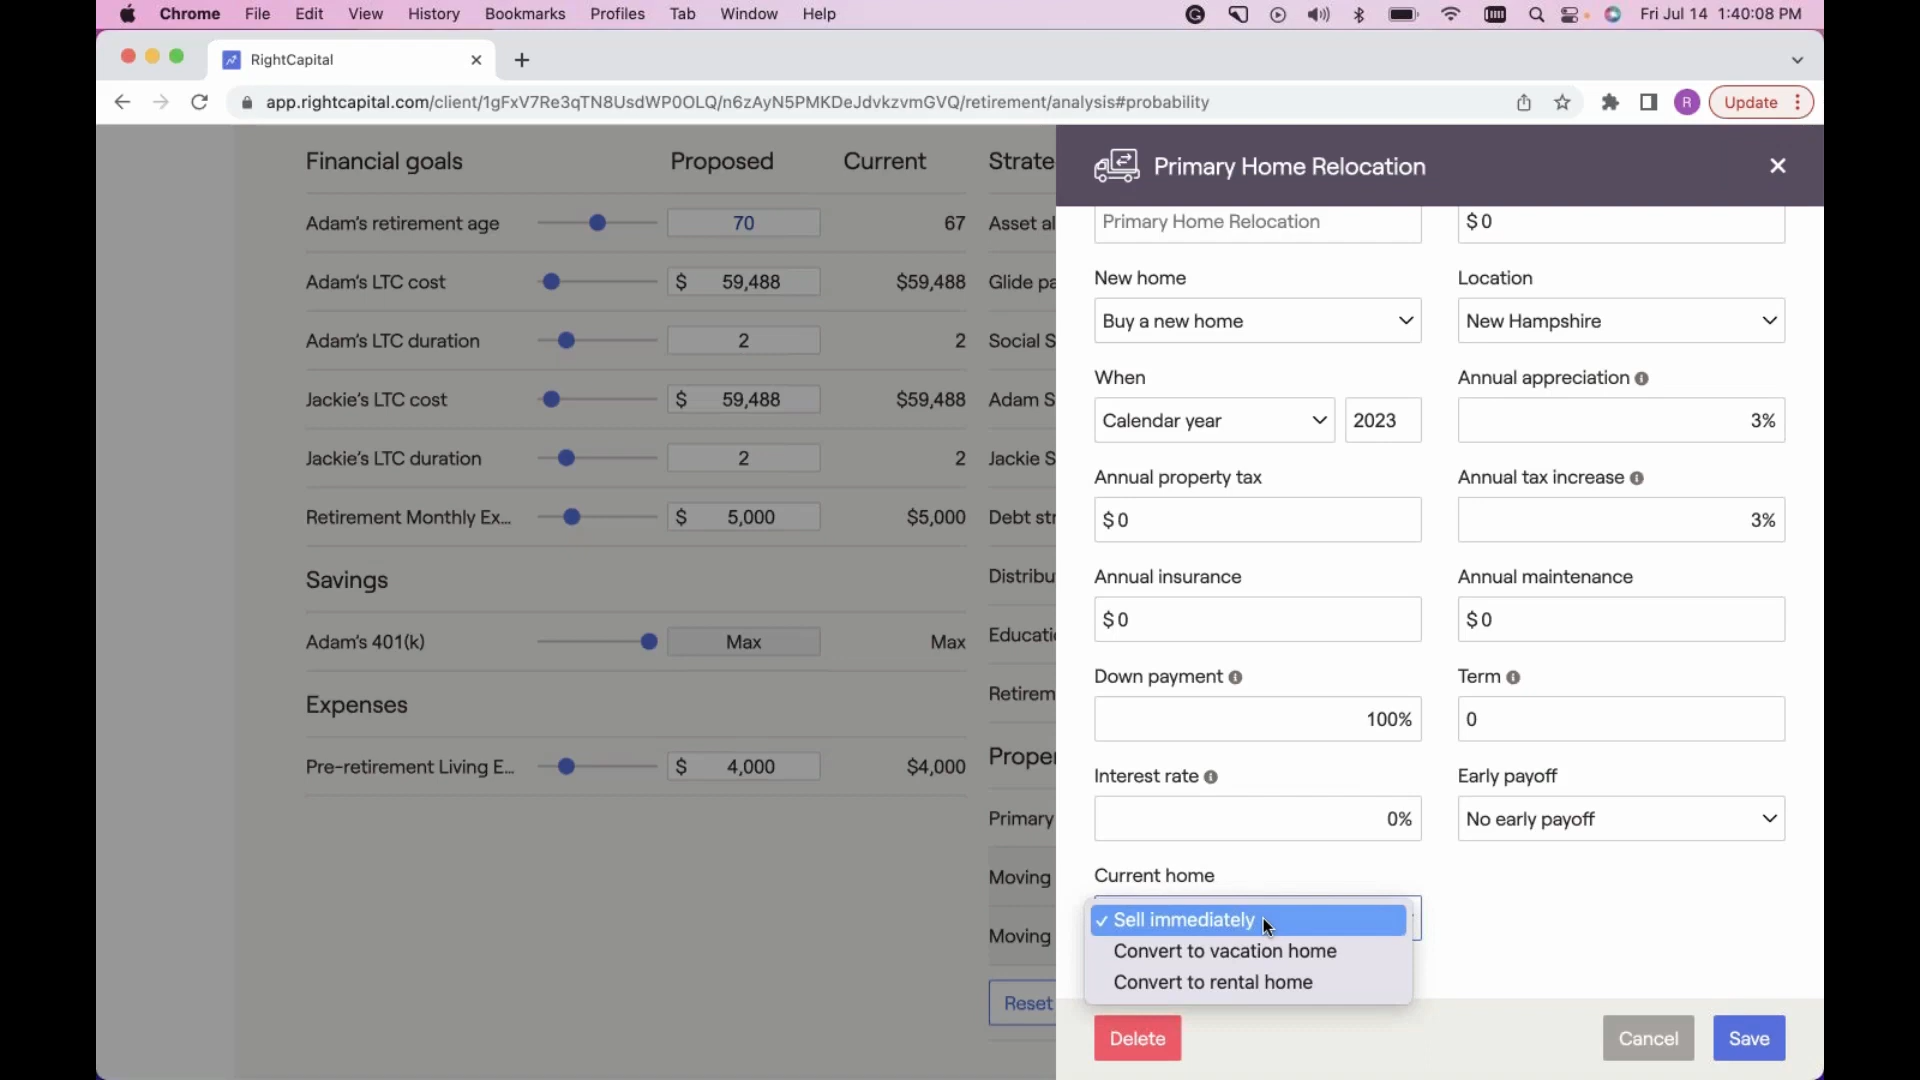 Chrome File Edit View History Bookmarks Profiles Tab Window Help Fri Jul 14 1:40:08 PM
RightCapital
app.rightcapital.com/client/1gFxV7Re3qTN8UsdWP0OLQ/n6zAyN5PMKDeJdvkzvmGVQ/retirement/analysis#probability R Update
Financial goals Proposed Current Strate
Adam's retirement age 70 67 Asset al
Adam's LTC cost $ 59,488 $59,488 Glide pa
Adam's LTC duration 2 2 Social S
Jackie's LTC cost $ 59,488 $59,488 Adam S
Jackie's LTC duration 2 2 Jackie S
Retirement Monthly Ex... $ 5,000 $5,000 Debt str
Savings Distribu
Adam's 401(k) Max Max Educati
Retirem
Expenses
Proper
Pre-retirement Living E... $ 4,000 $4,000
Primary
Moving
Moving
Reset
Primary Home Relocation
Primary Home Relocation $ 0
New home Location
Buy a new home New Hampshire
When Annual appreciation
Calendar year 2023 3%
Annual property tax Annual tax increase
$ 0 3%
Annual insurance Annual maintenance
$ 0 $ 0
Down payment Term
100% 0
Interest rate Early payoff
0% No early payoff
Current home
✓ Sell immediately
Convert to vacation home
Convert to rental home
Delete Cancel Save